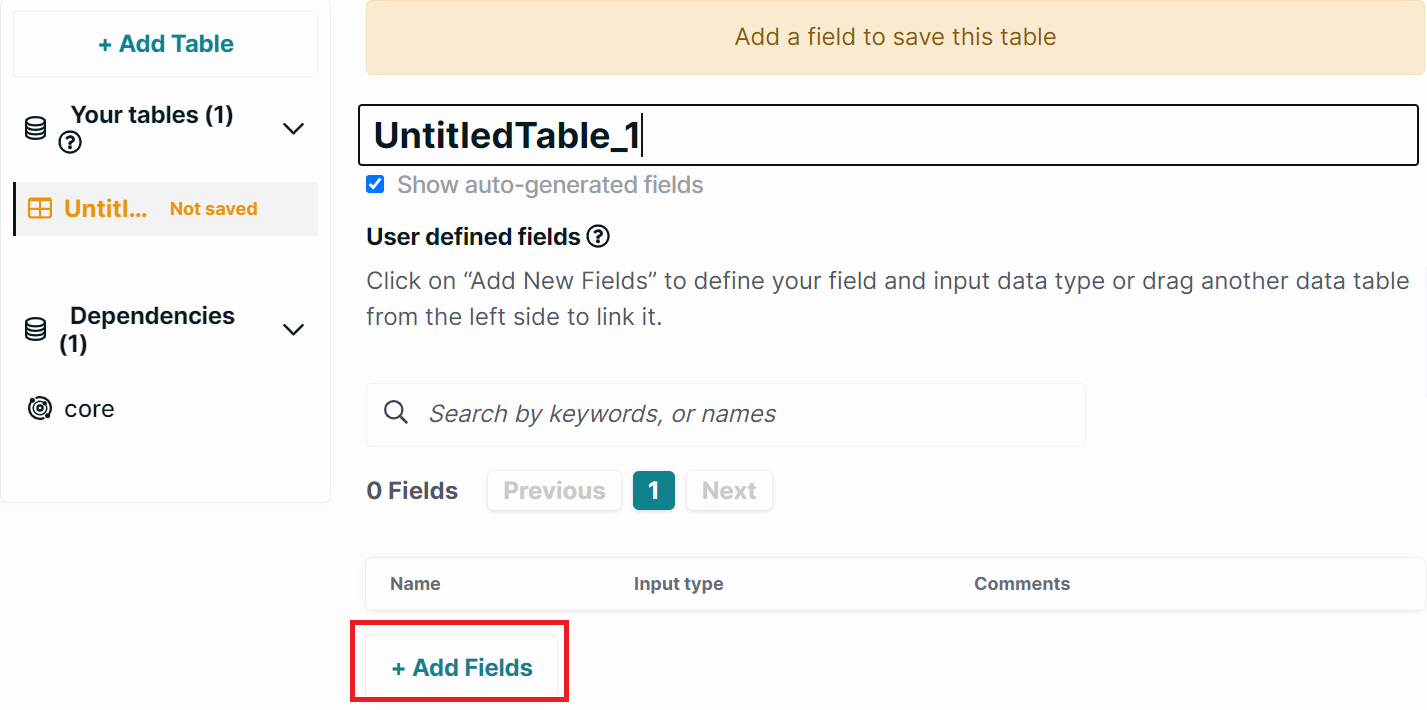 + Add Table
Your tables (1)
?
Untitl... Not saved
Dependencies
(1)
core
Add a field to save this table
UntitledTable_1
Show auto-generated fields
User defined fields ?
Click on “Add New Fields” to define your field and input data type or drag another data table
from the left side to link it.
Search by keywords, or names
0 Fields Previous 1 Next
Name Input type Comments
+ Add Fields